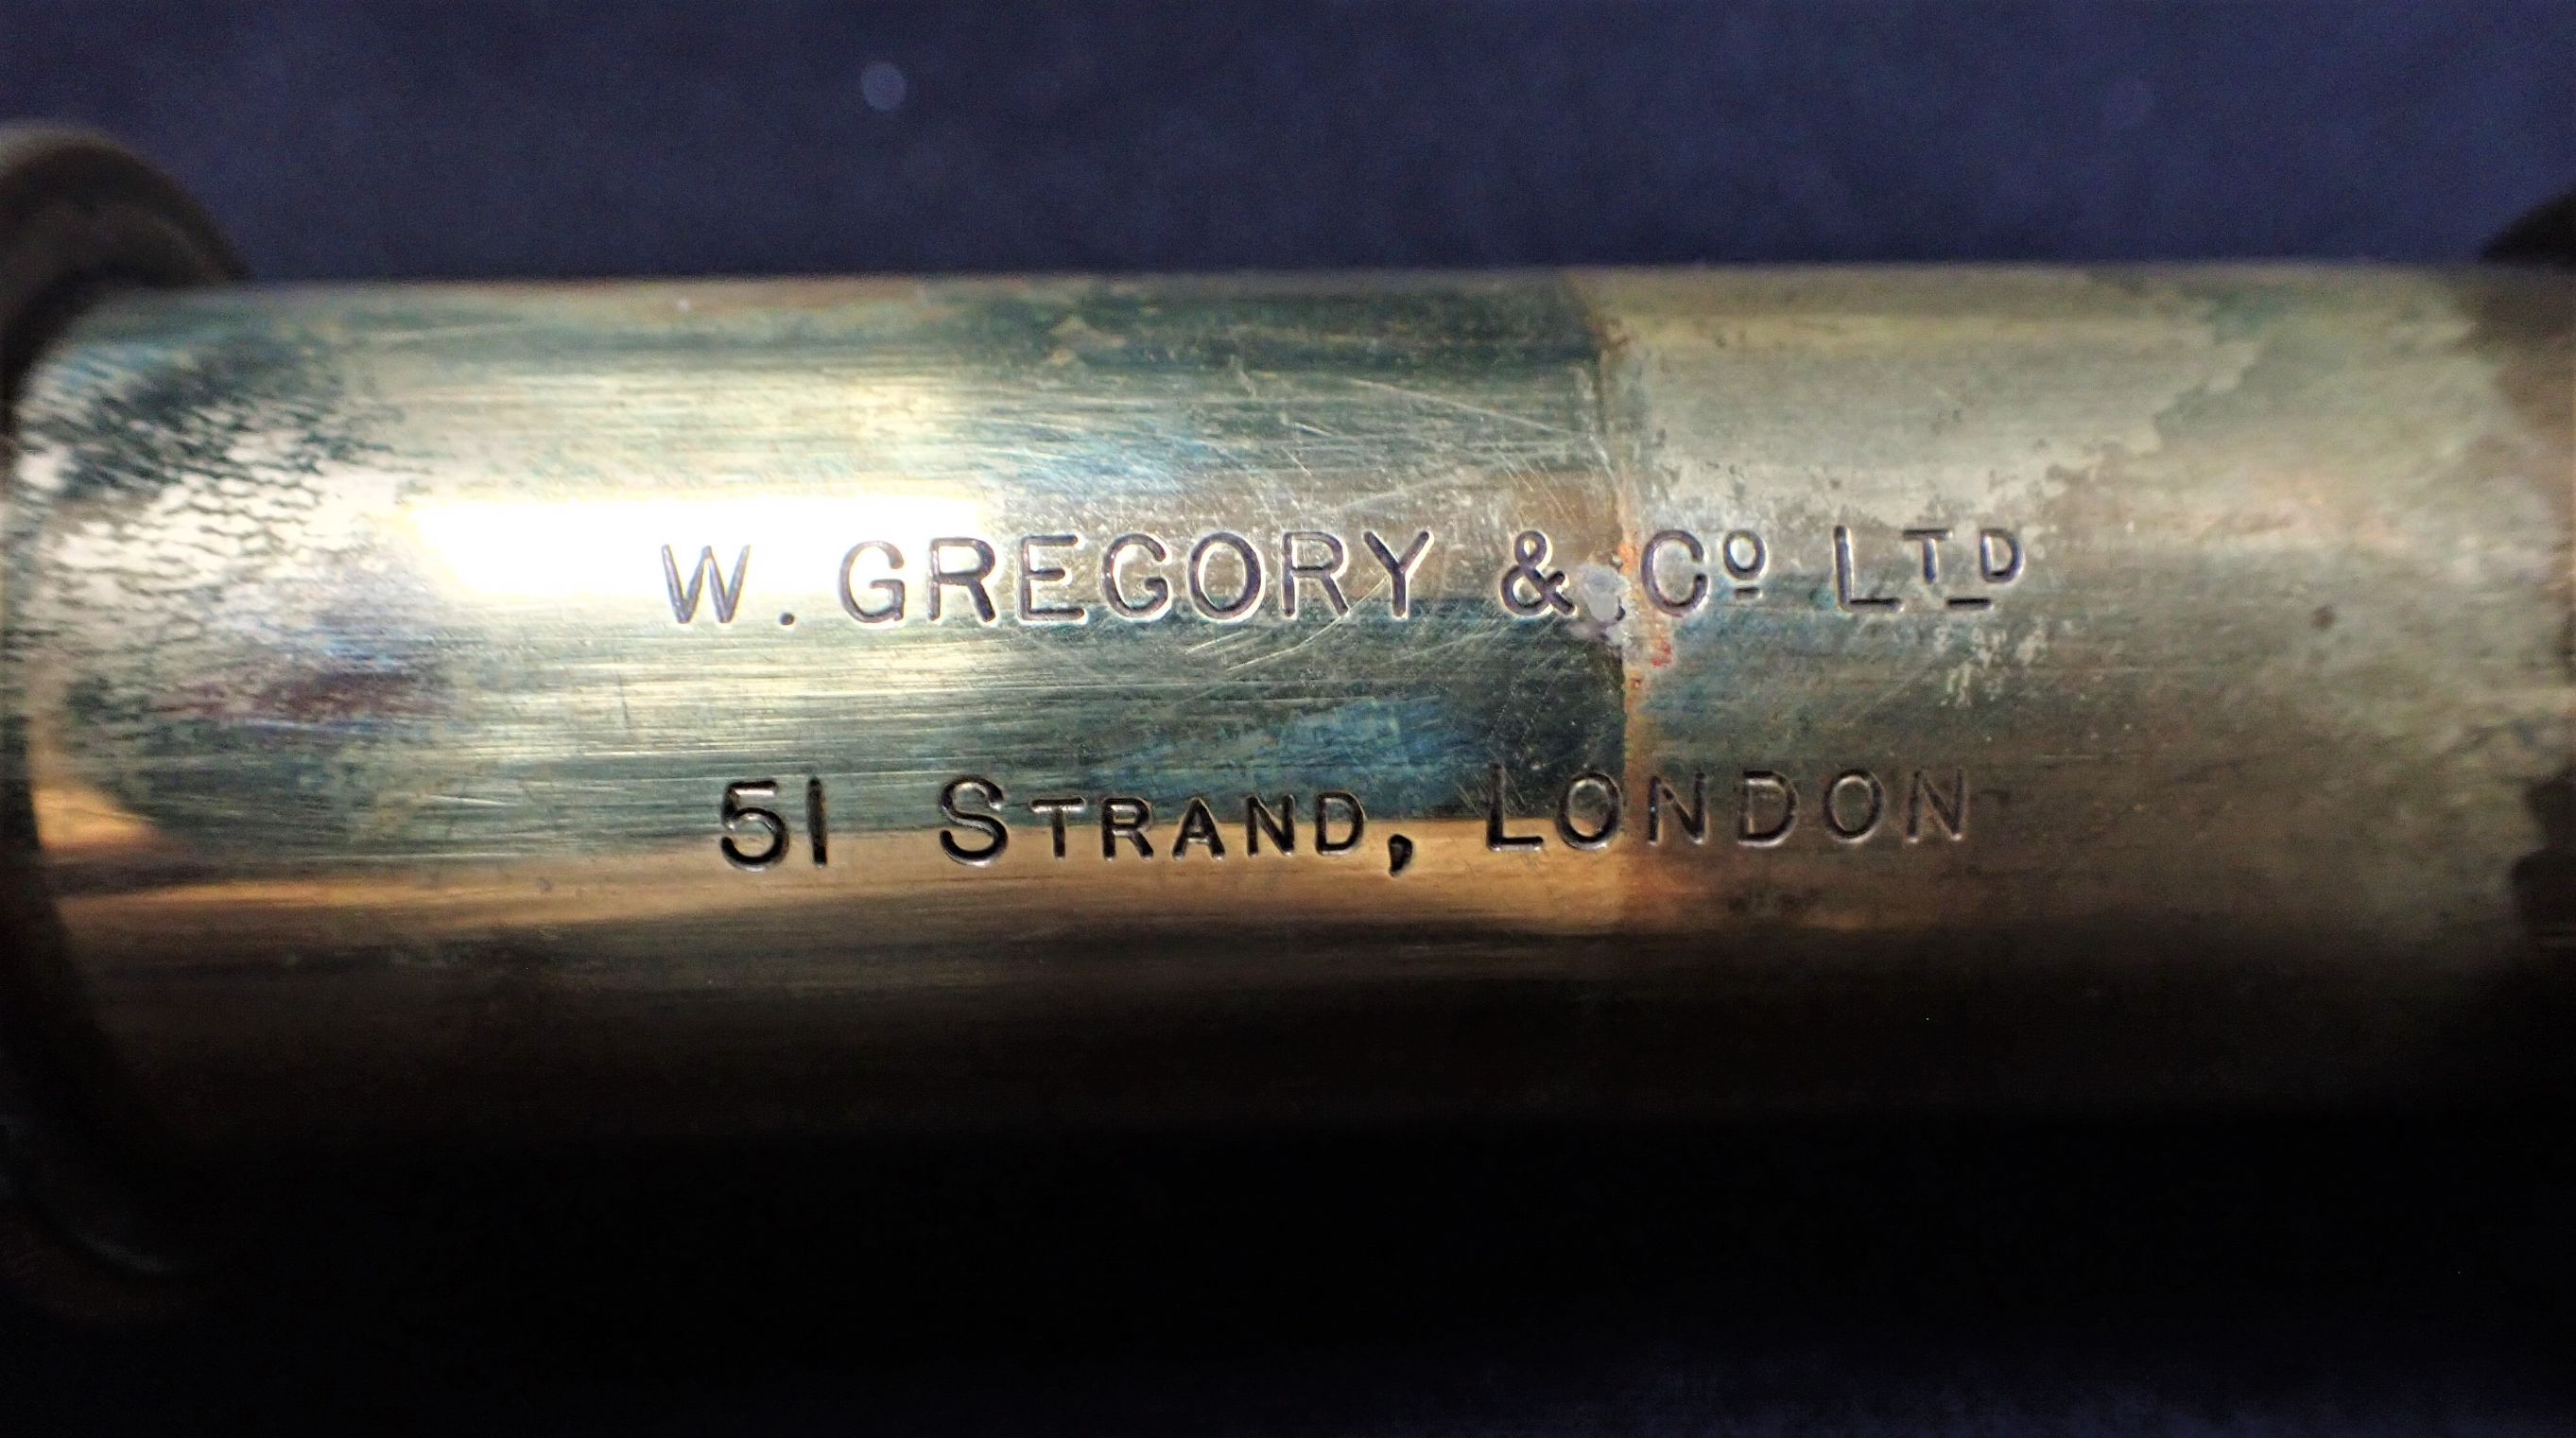 W. GREGORY & Cº LTD
51 STRAND, LONDON